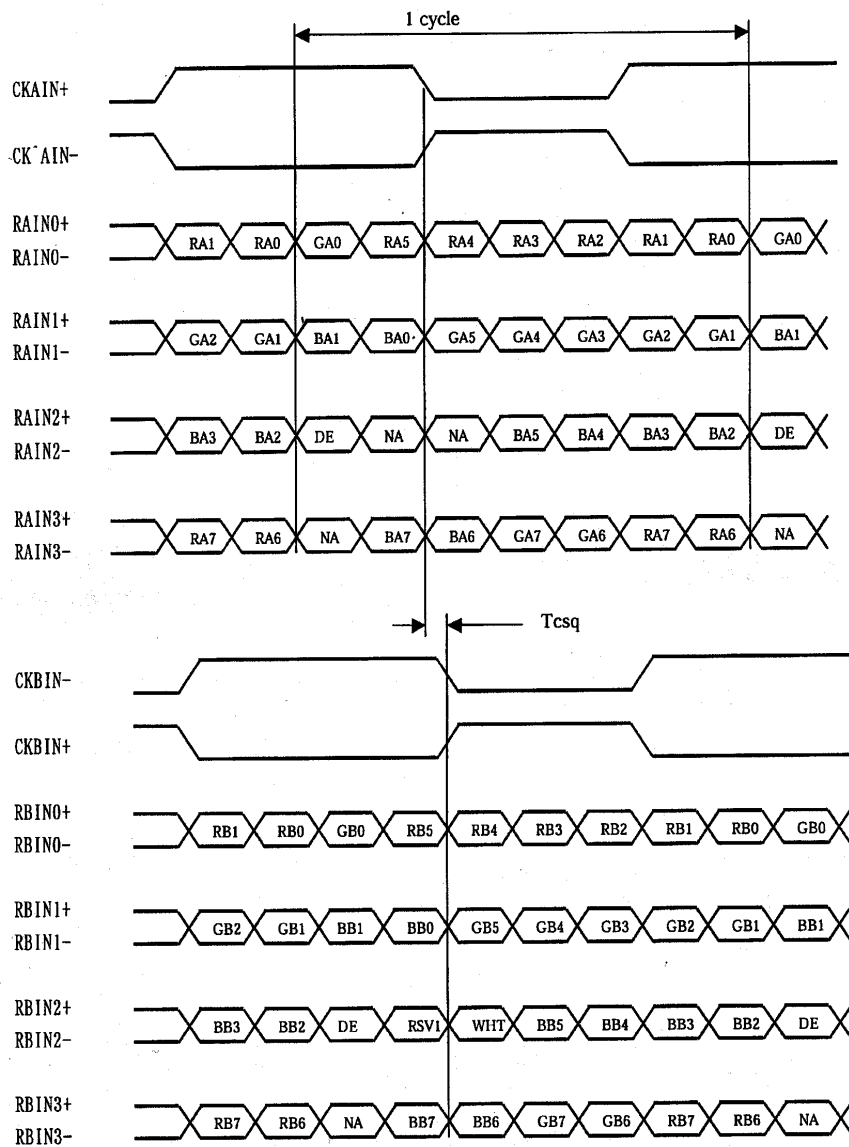 1 cycle
CKAIN+
CK^AIN-
RAIN0+
RA1 RA0 GA0 RA5 RA4 RA3 RA2 RA1 RA0 GA0
RAIN0-
RAIN1+
GA2 GA1 BA1 BA0 GA5 GA4 GA3 GA2 GA1 BA1
RAIN1-
RAIN2+
BA3 BA2 DE NA NA BA5 BA4 BA3 BA2 DE
RAIN2-
RAIN3+
RA7 RA6 NA BA7 BA6 GA7 GA6 RA7 RA6 NA
RAIN3-
Tcsq
CKBIN-
CKBIN+
RBIN0+
RB1 RB0 GB0 RB5 RB4 RB3 RB2 RB1 RB0 GB0
RBIN0-
RBIN1+
GB2 GB1 BB1 BB0 GB5 GB4 GB3 GB2 GB1 BB1
RBIN1-
RBIN2+
BB3 BB2 DE RSV1 WHT BB5 BB4 BB3 BB2 DE
RBIN2-
RBIN3+
RB7 RB6 NA BB7 BB6 GB7 GB6 RB7 RB6 NA
RBIN3-